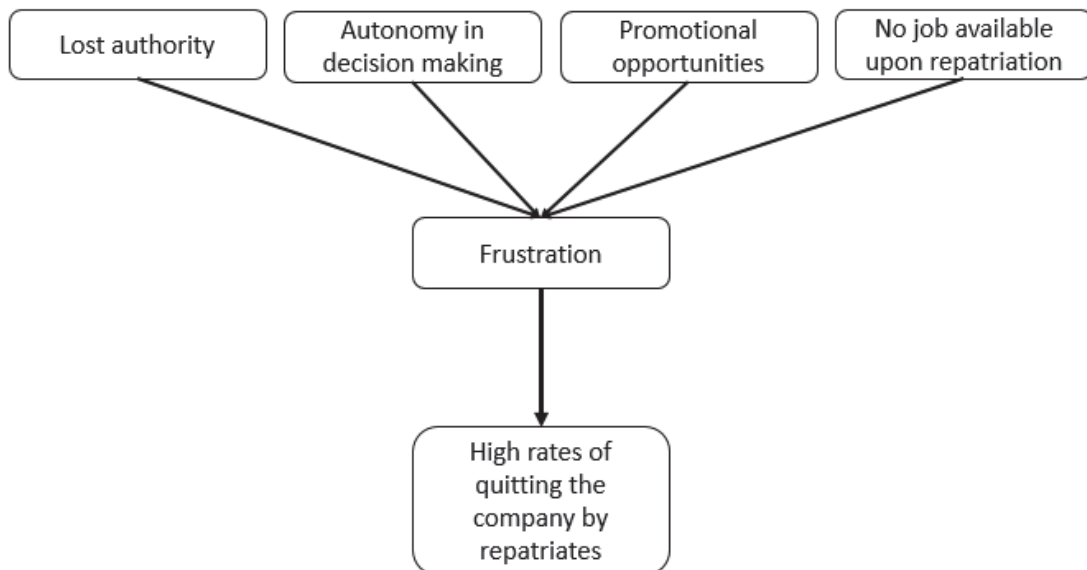 Lost authority
Autonomy in
decision making
Promotional
opportunities
No job available
upon repatriation
Frustration
High rates of
quitting the
company by
repatriates